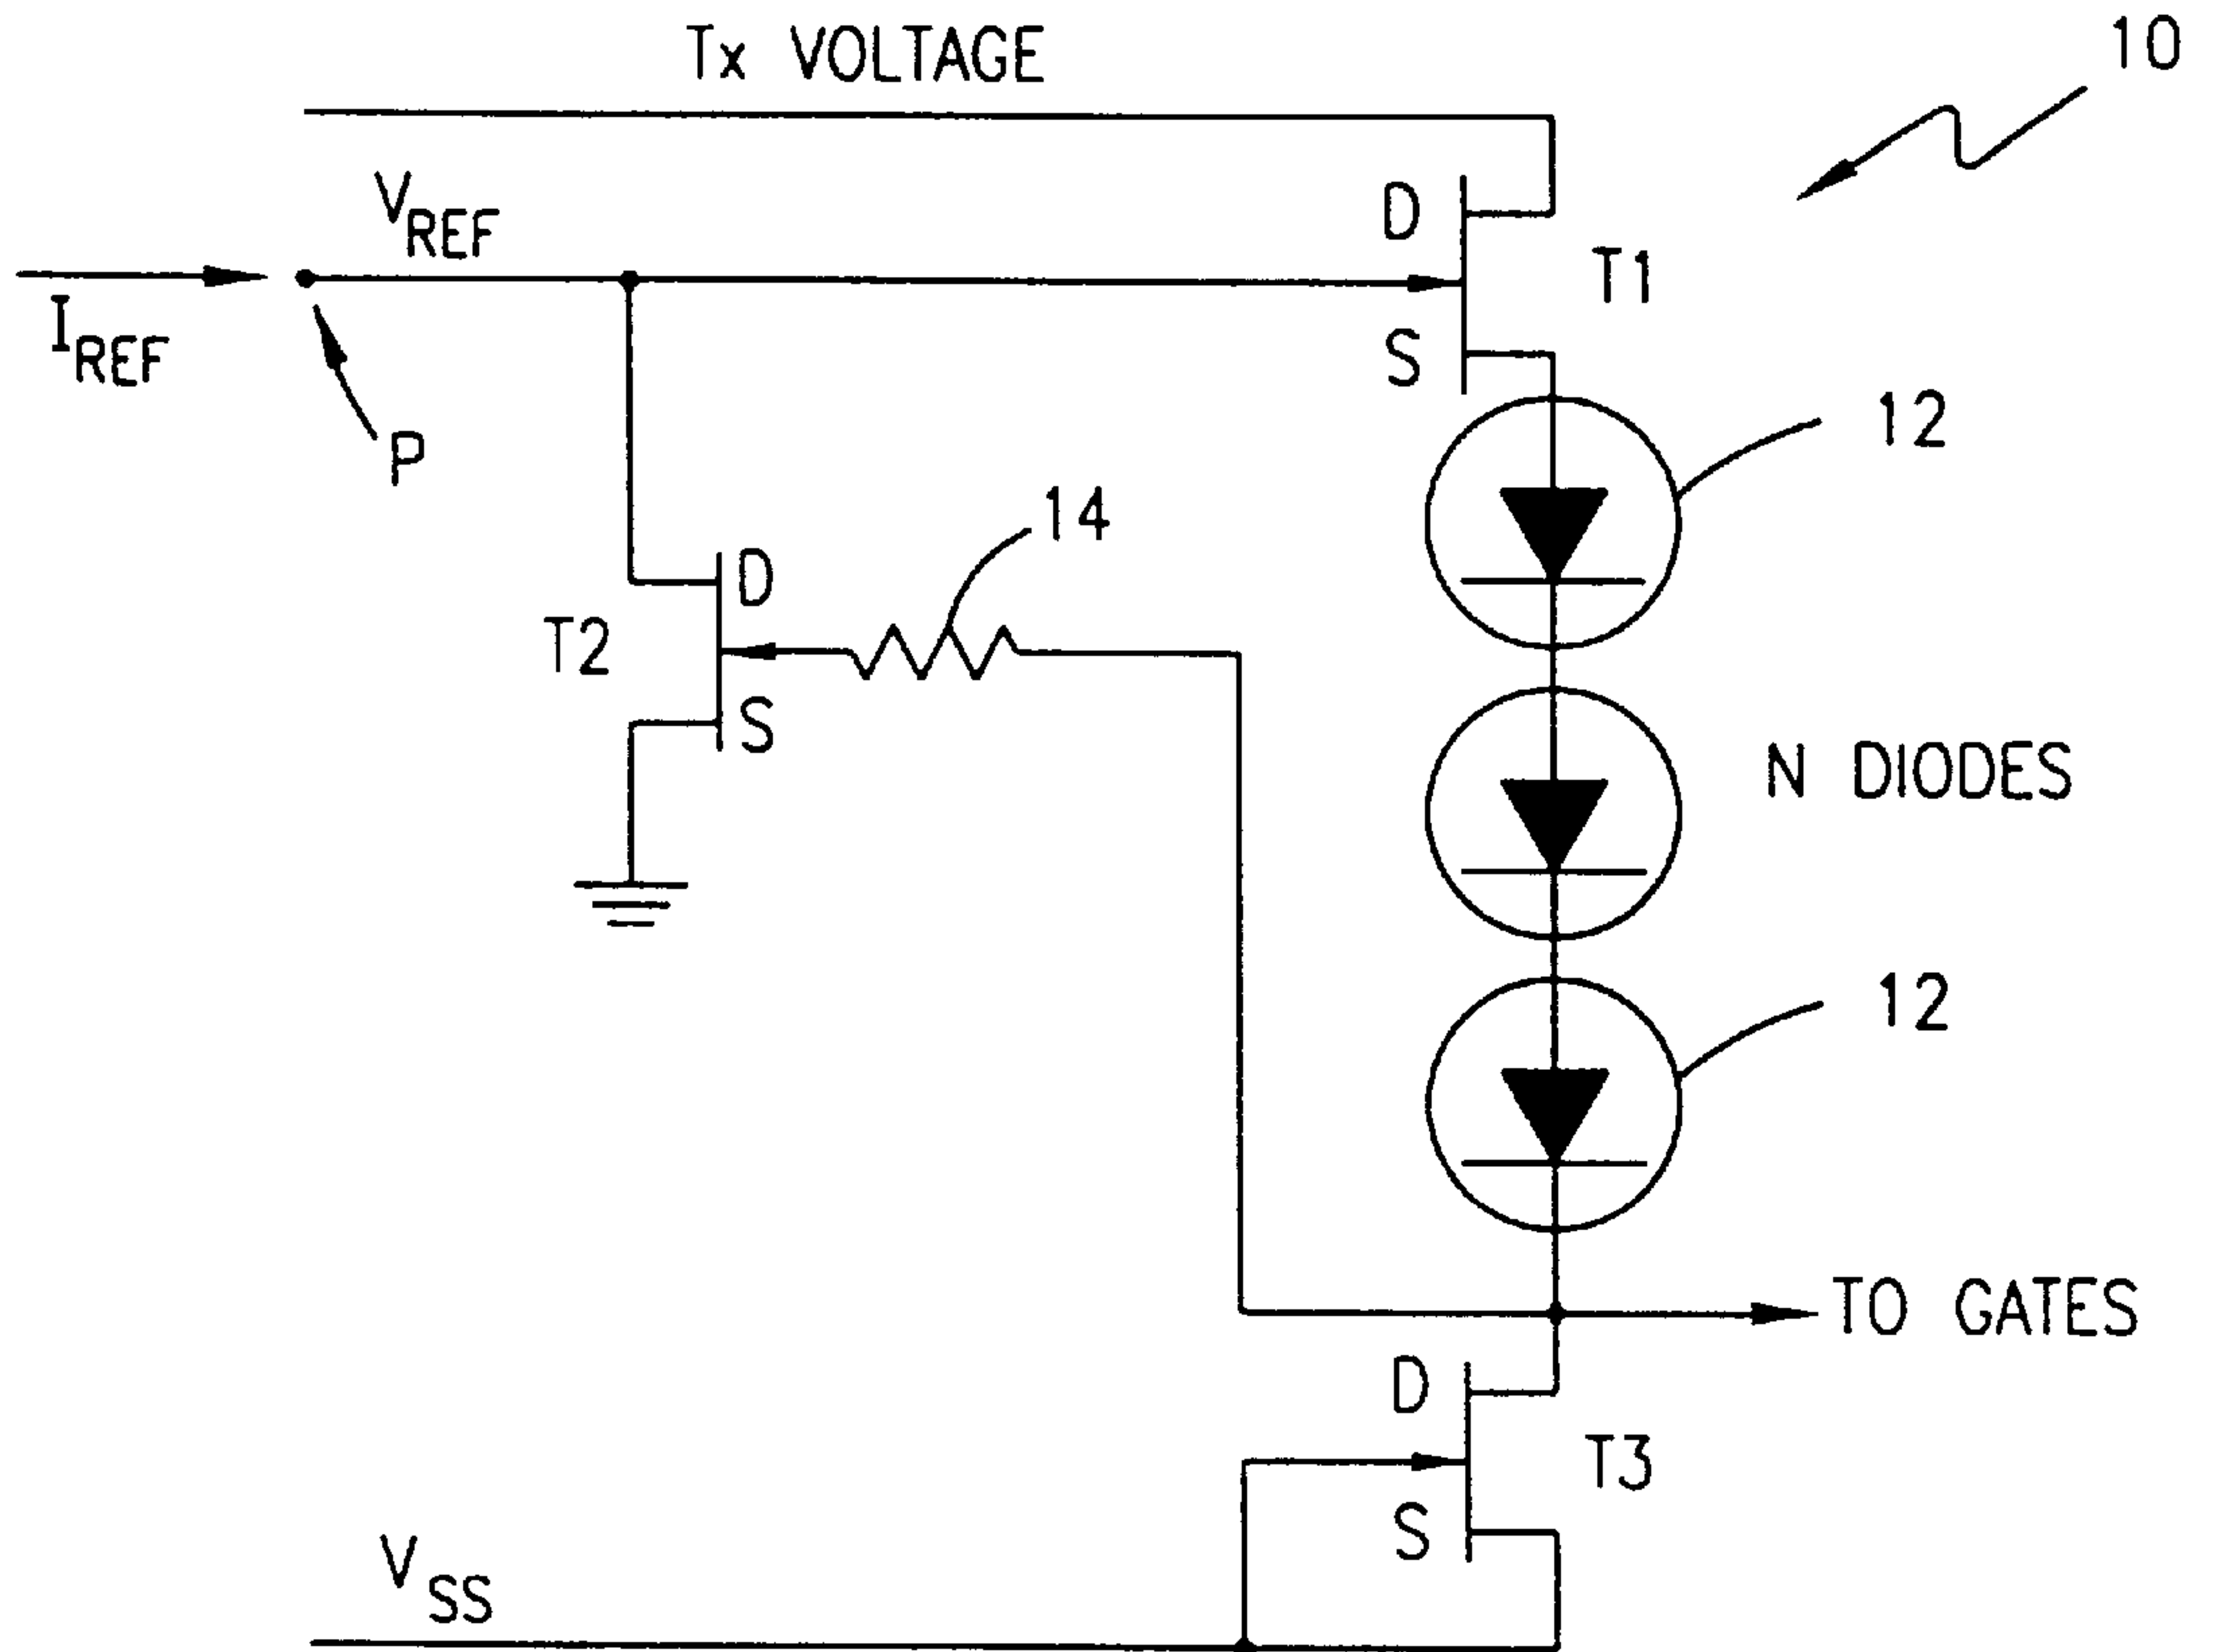 Tx VOLTAGE
10
VREF
D
T1
IREF
S
P
12
14
D
T2
S
N DIODES
12
TO GATES
D
T3
S
VSS